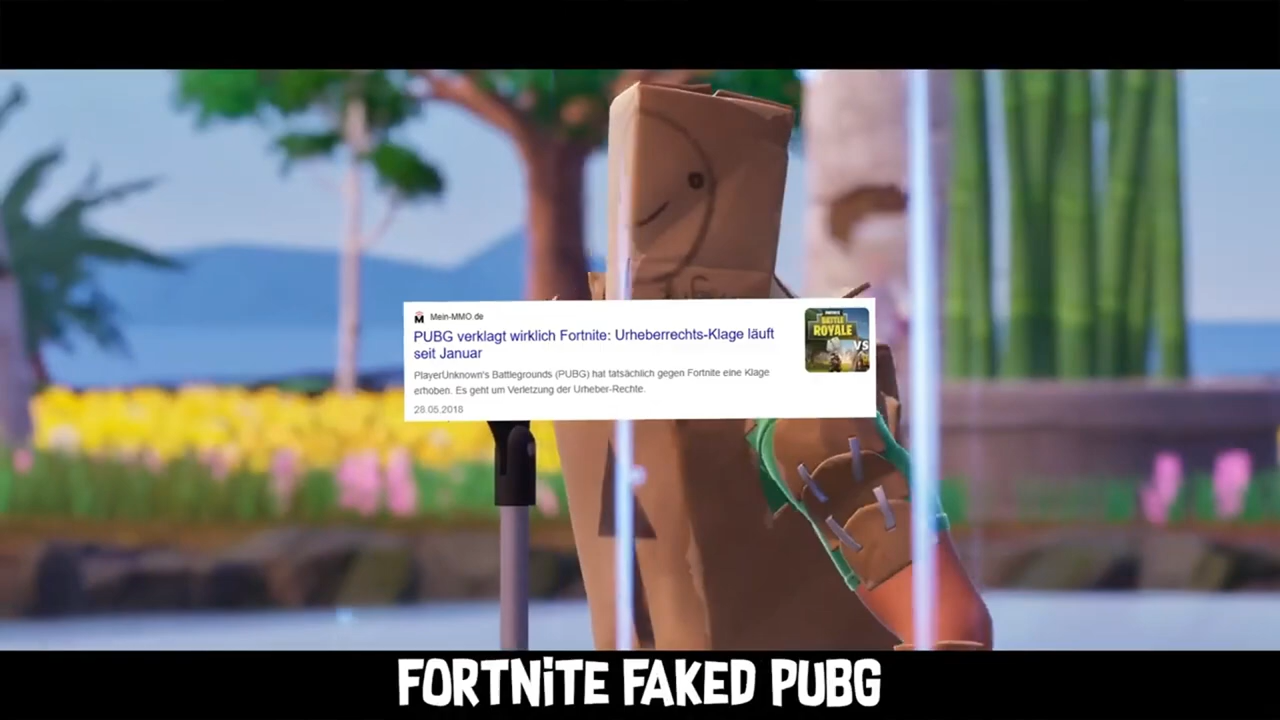 Mein-MMO.de
PUBG verklagt wirklich Fortnite: Urheberrechts-Klage läuft
seit Januar
PlayerUnknown's Battlegrounds (PUBG) hat tatsächlich gegen Fortnite eine Klage
erhoben. Es geht um Verletzung der Urheber-Rechte.
28.05.2018
BATTLE
ROYALE
VS
FORTNiTE FAKED PUBG